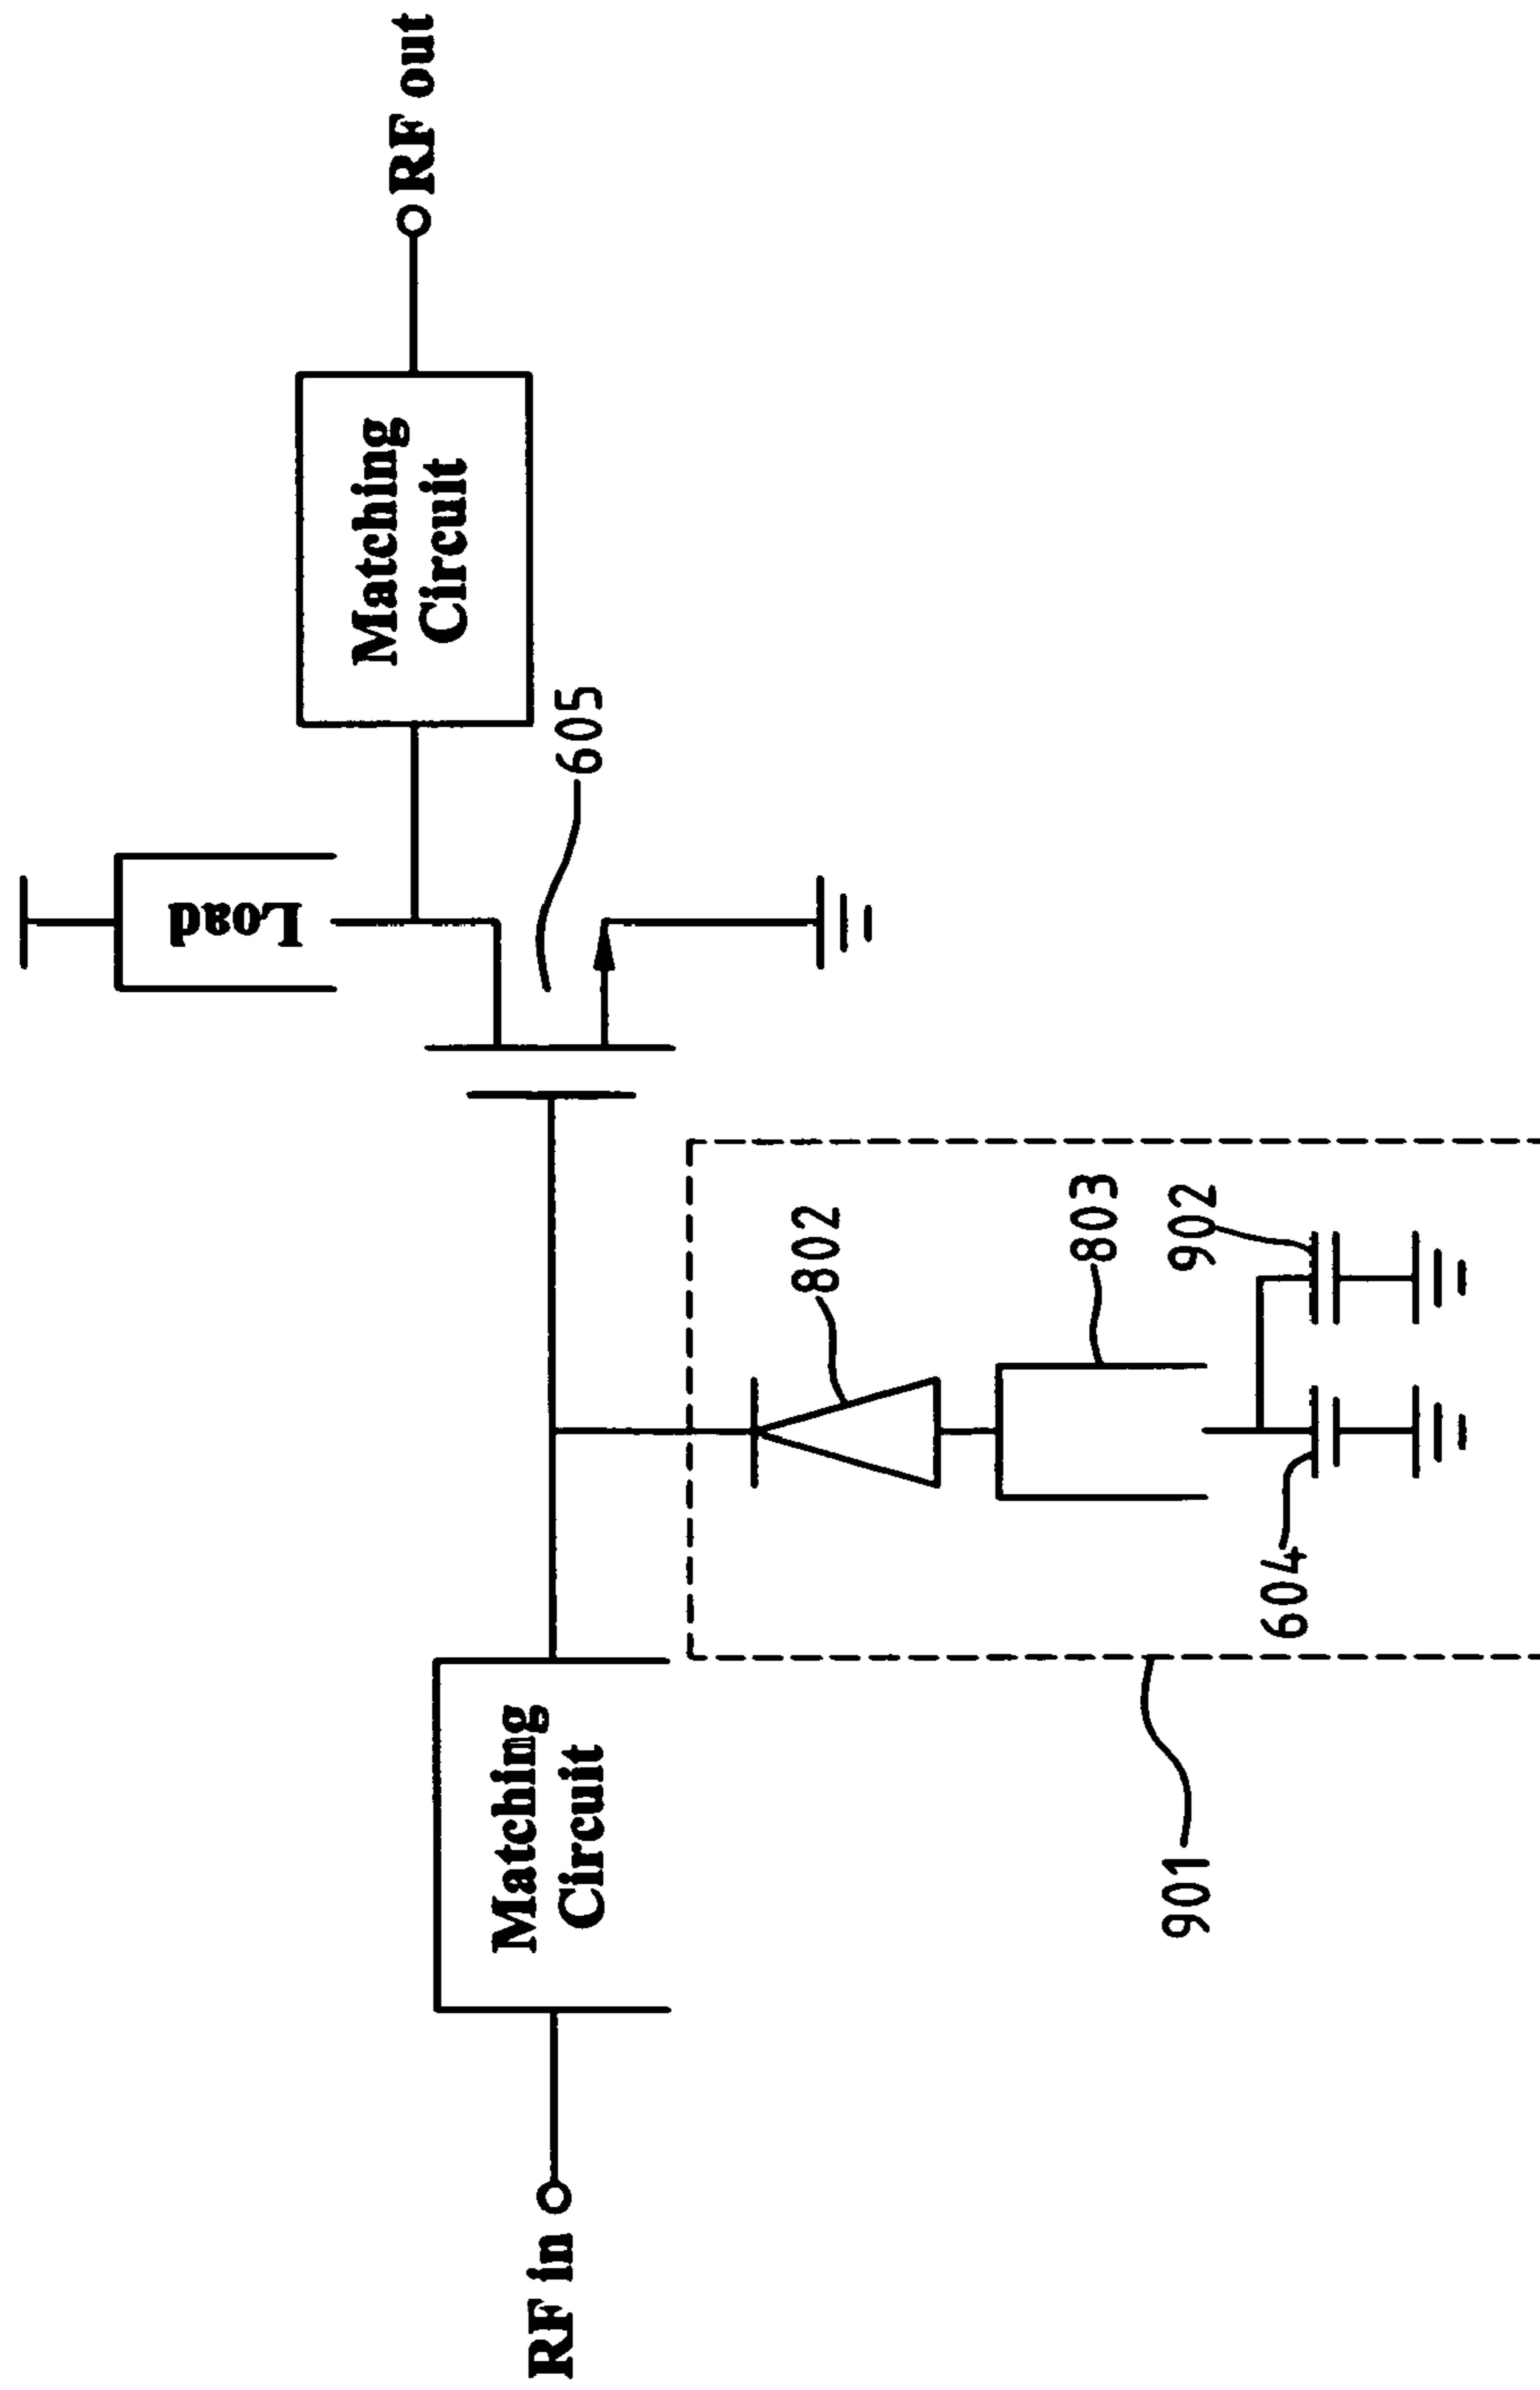 RF in
Matching
Circuit
901
604
802
803
902
Load
605
Matching
Circuit
RF out